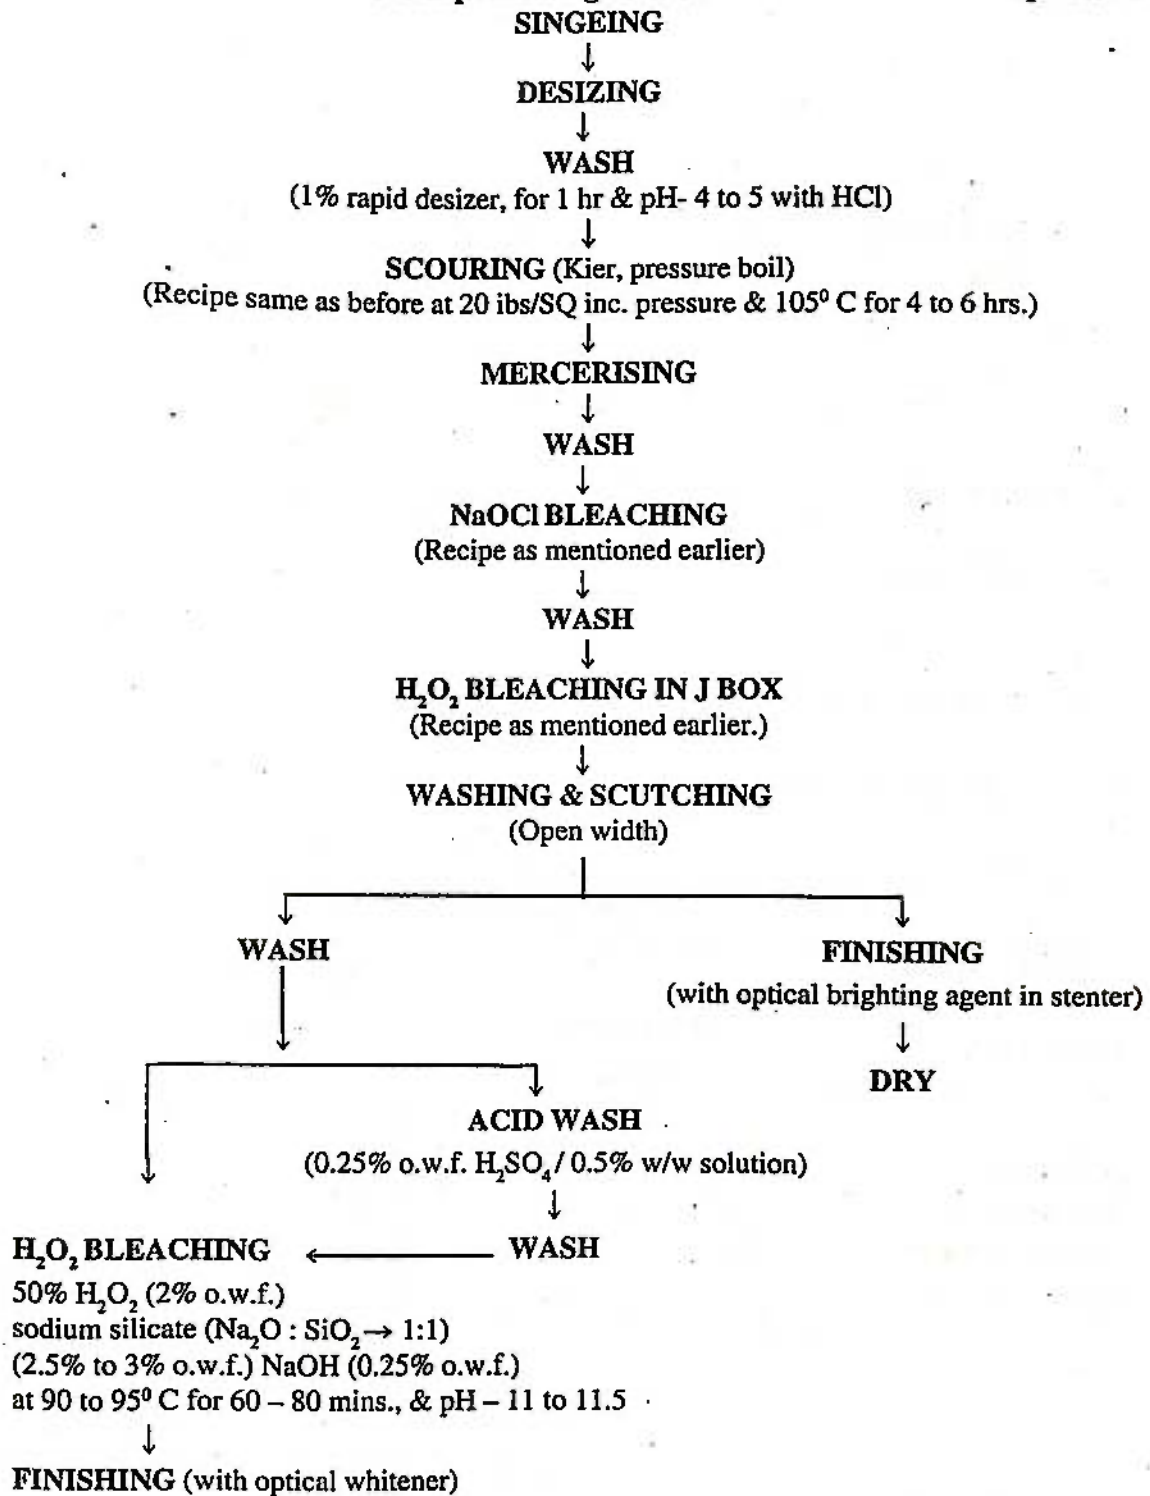 SINGEING
↓
DESIZING
↓
WASH
(1% rapid desizer, for 1 hr & pH- 4 to 5 with HCl)
↓
SCOURING (Kier, pressure boil)
(Recipe same as before at 20 ibs/SQ inc. pressure & 105⁰ C for 4 to 6 hrs.)
↓
MERCERISING
↓
WASH
↓
NaOCl BLEACHING
(Recipe as mentioned earlier)
↓
WASH
↓
H₂O₂ BLEACHING IN J BOX
(Recipe as mentioned earlier.)
↓
WASHING & SCUTCHING
(Open width)
WASH
FINISHING
(with optical brighting agent in stenter)
↓
DRY
ACID WASH
(0.25% o.w.f. H₂SO₄ / 0.5% w/w solution)
↓
H₂O₂ BLEACHING ← WASH
50% H₂O₂ (2% o.w.f.)
sodium silicate (Na₂O : SiO₂ → 1:1)
(2.5% to 3% o.w.f.) NaOH (0.25% o.w.f.)
at 90 to 95⁰ C for 60 – 80 mins., & pH – 11 to 11.5
↓
FINISHING (with optical whitener)